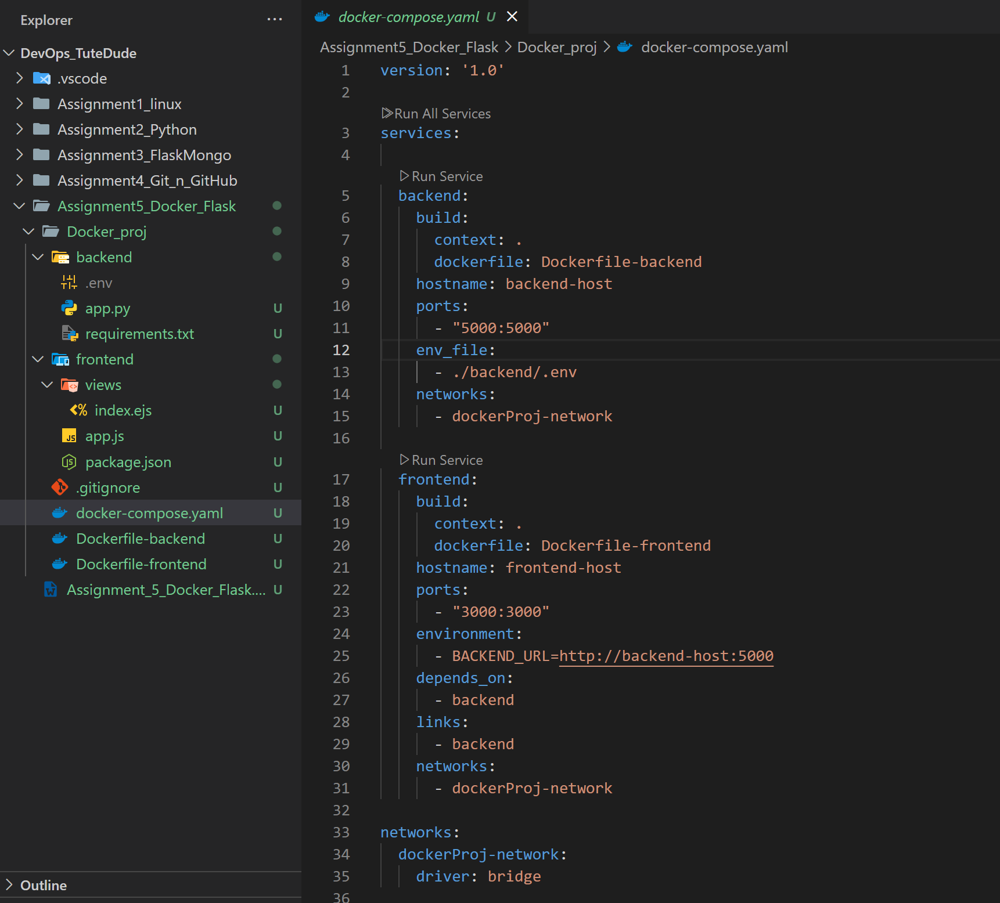 Explorer
DevOps_TuteDude
.vscode
Assignment1_linux
Assignment2_Python
Assignment3_FlaskMongo
Assignment4_Git_n_GitHub
Assignment5_Docker_Flask
Docker_proj
backend
.env
app.py U
requirements.txt U
frontend
views
index.ejs U
app.js U
package.json U
.gitignore U
docker-compose.yaml U
Dockerfile-backend U
Dockerfile-frontend U
Assignment_5_Docker_Flask.... U
Outline
docker-compose.yaml U
Assignment5_Docker_Flask > Docker_proj > docker-compose.yaml
1 version: '1.0'
2
Run All Services
3 services:
4
Run Service
5 backend:
6 build:
7 context: .
8 dockerfile: Dockerfile-backend
9 hostname: backend-host
10 ports:
11 - "5000:5000"
12 env_file:
13 - ./backend/.env
14 networks:
15 - dockerProj-network
16
Run Service
17 frontend:
18 build:
19 context: .
20 dockerfile: Dockerfile-frontend
21 hostname: frontend-host
22 ports:
23 - "3000:3000"
24 environment:
25 - BACKEND_URL=http://backend-host:5000
26 depends_on:
27 - backend
28 links:
29 - backend
30 networks:
31 - dockerProj-network
32
33 networks:
34 dockerProj-network:
35 driver: bridge
36